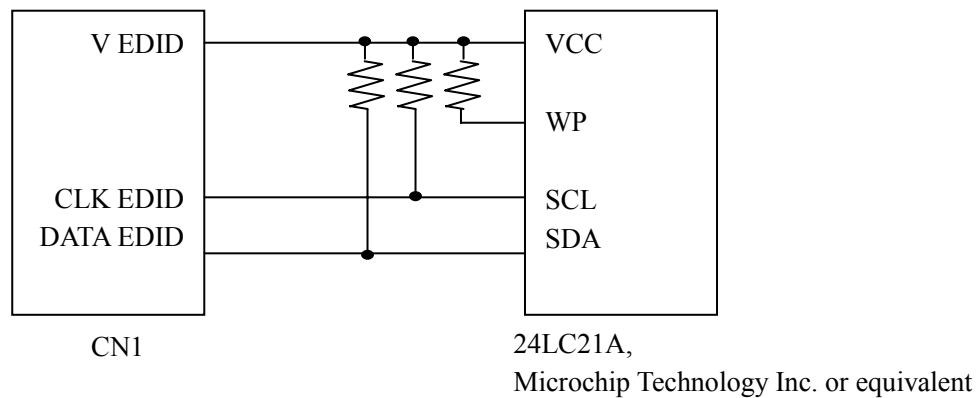 V EDID
VCC
WP
CLK EDID
SCL
DATA EDID
SDA
CN1
24LC21A,
Microchip Technology Inc. or equivalent